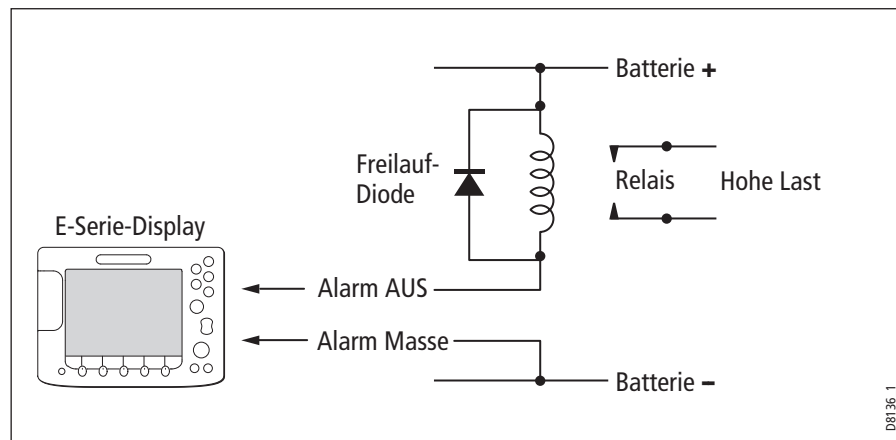 Batterie +
Freilauf-
Diode
Relais
Hohe Last
E-Serie-Display
Alarm AUS
Alarm Masse
Batterie –
D8136_1